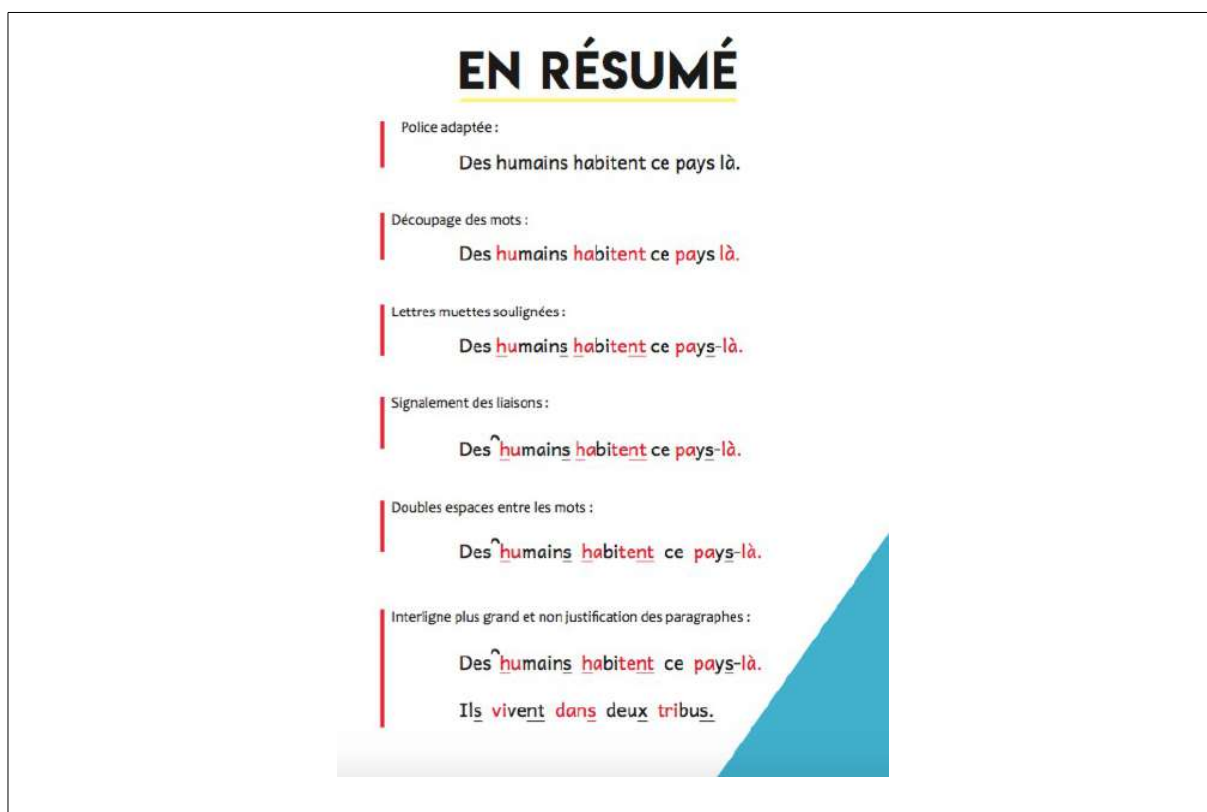 EN RÉSUMÉ
Police adaptée :
Des humains habitent ce pays là.
Découpage des mots :
Des humains habitent ce pays là.
Lettres muettes soulignées :
Des humains habitent ce pays-là.
Signalement des liaisons :
Des humains habitent ce pays-là.
Doubles espaces entre les mots :
Des humains habitent ce pays-là.
Interligne plus grand et non justification des paragraphes :
Des humains habitent ce pays-là.
Ils vivent dans deux tribus.